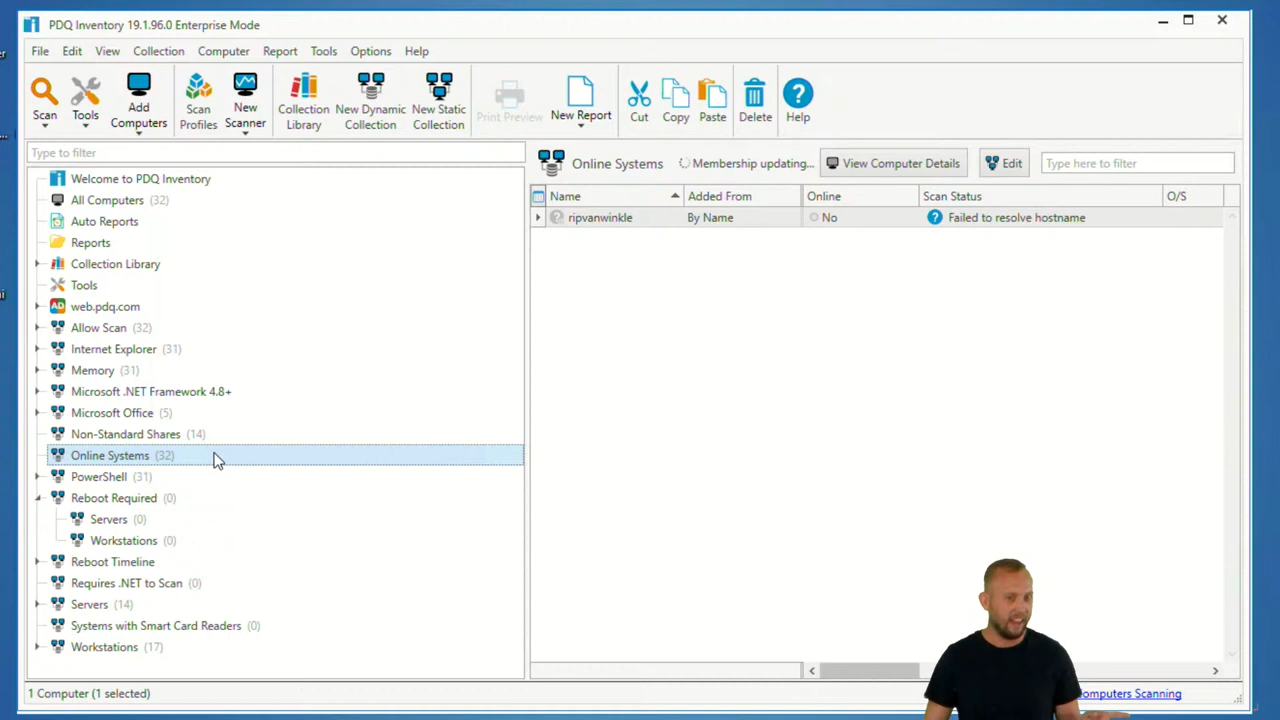 PDQ Inventory 19.1.96.0 Enterprise Mode
File Edit View Collection Computer Report Tools Options Help
Scan
Tools
Add Computers
Scan Profiles
New Scanner
Collection Library
New Dynamic Collection
New Static Collection
Print Preview
New Report
Cut
Copy
Paste
Delete
Help
Type to filter
Welcome to PDQ Inventory
All Computers (32)
Auto Reports
Reports
Collection Library
Tools
AD web.pdq.com
Allow Scan (32)
Internet Explorer (31)
Memory (31)
Microsoft .NET Framework 4.8+
Microsoft Office (5)
Non-Standard Shares (14)
Online Systems (32)
PowerShell (31)
Reboot Required (0)
Servers (0)
Workstations (0)
Reboot Timeline
Requires .NET to Scan (0)
Servers (14)
Systems with Smart Card Readers (0)
Workstations (17)
Online Systems Membership updating... View Computer Details Edit Type here to filter
Name Added From Online Scan Status O/S
ripvanwinkle By Name No Failed to resolve hostname
1 Computer (1 selected)
omputers Scanning